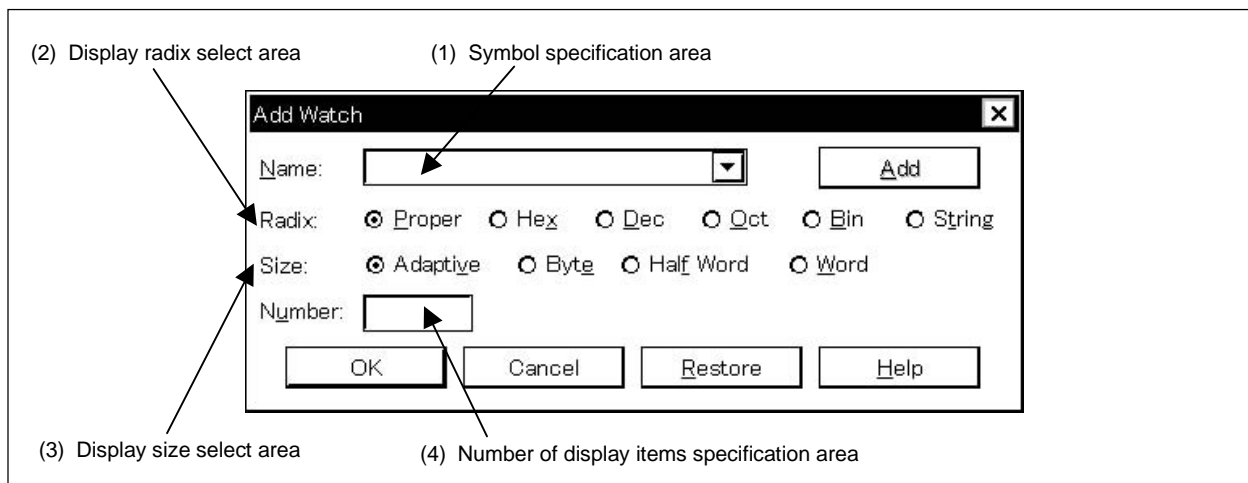 (2) Display radix select area (1) Symbol specification area
Add Watch
Name: Add
Radix: Proper Hex Dec Oct Bin String
Size: Adaptive Byte Half Word Word
Number:
OK Cancel Restore Help
(3) Display size select area (4) Number of display items specification area